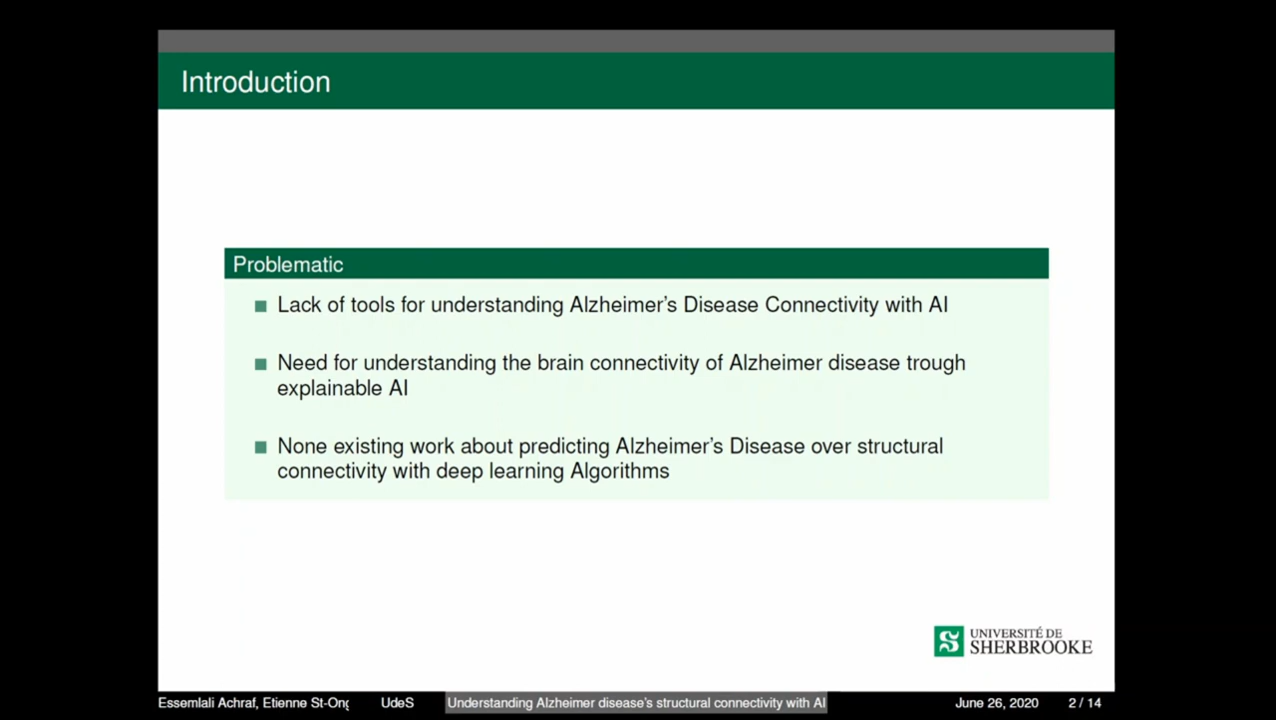 Introduction
Problematic
Lack of tools for understanding Alzheimer's Disease Connectivity with AI
Need for understanding the brain connectivity of Alzheimer disease trough
explainable AI
None existing work about predicting Alzheimer's Disease over structural
connectivity with deep learning Algorithms
UNIVERSITÉ DE
SHERBROOKE
Essemlali Achraf, Etienne St-Ong UdeS Understanding Alzheimer disease's structural connectivity with AI June 26, 2020 2 / 14